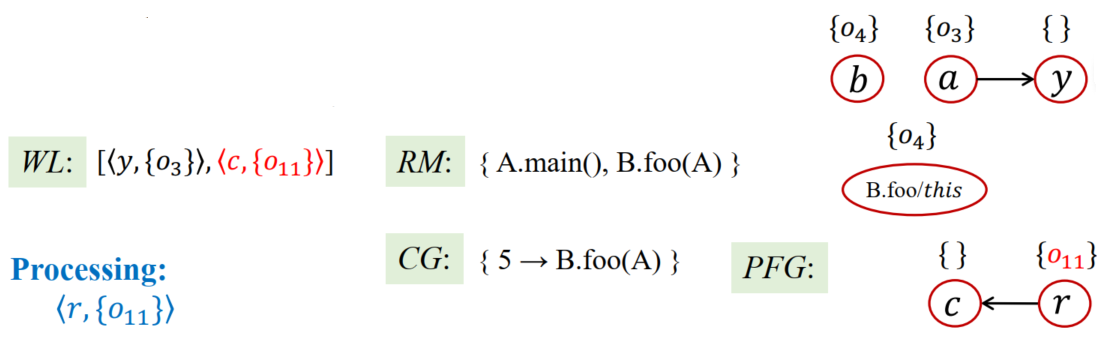 {o₄} {o₃} { }
b a y
WL: [⟨y,{o₃}⟩,⟨c,{o₁₁}⟩] RM: { A.main(), B.foo(A) } {o₄}
B.foo/this
Processing: CG: { 5 → B.foo(A) } PFG: { } {o₁₁}
⟨r,{o₁₁}⟩ c r